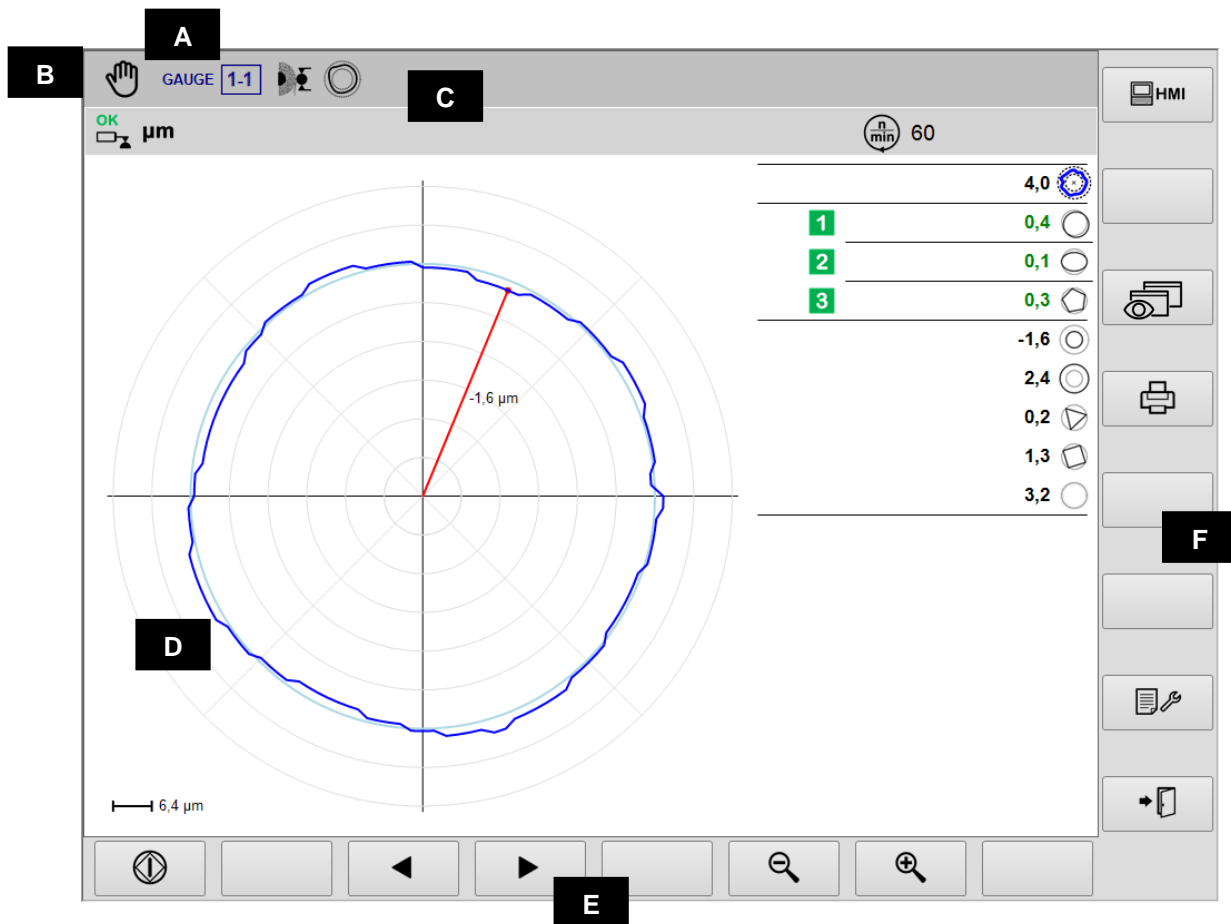 A
B
GAUGE 1-1
C
HMI
OK
µm
n
min
60
4,0
1 0,4
2 0,1
3 0,3
-1,6
2,4
0,2
1,3
3,2
-1,6 µm
F
D
6,4 µm
E